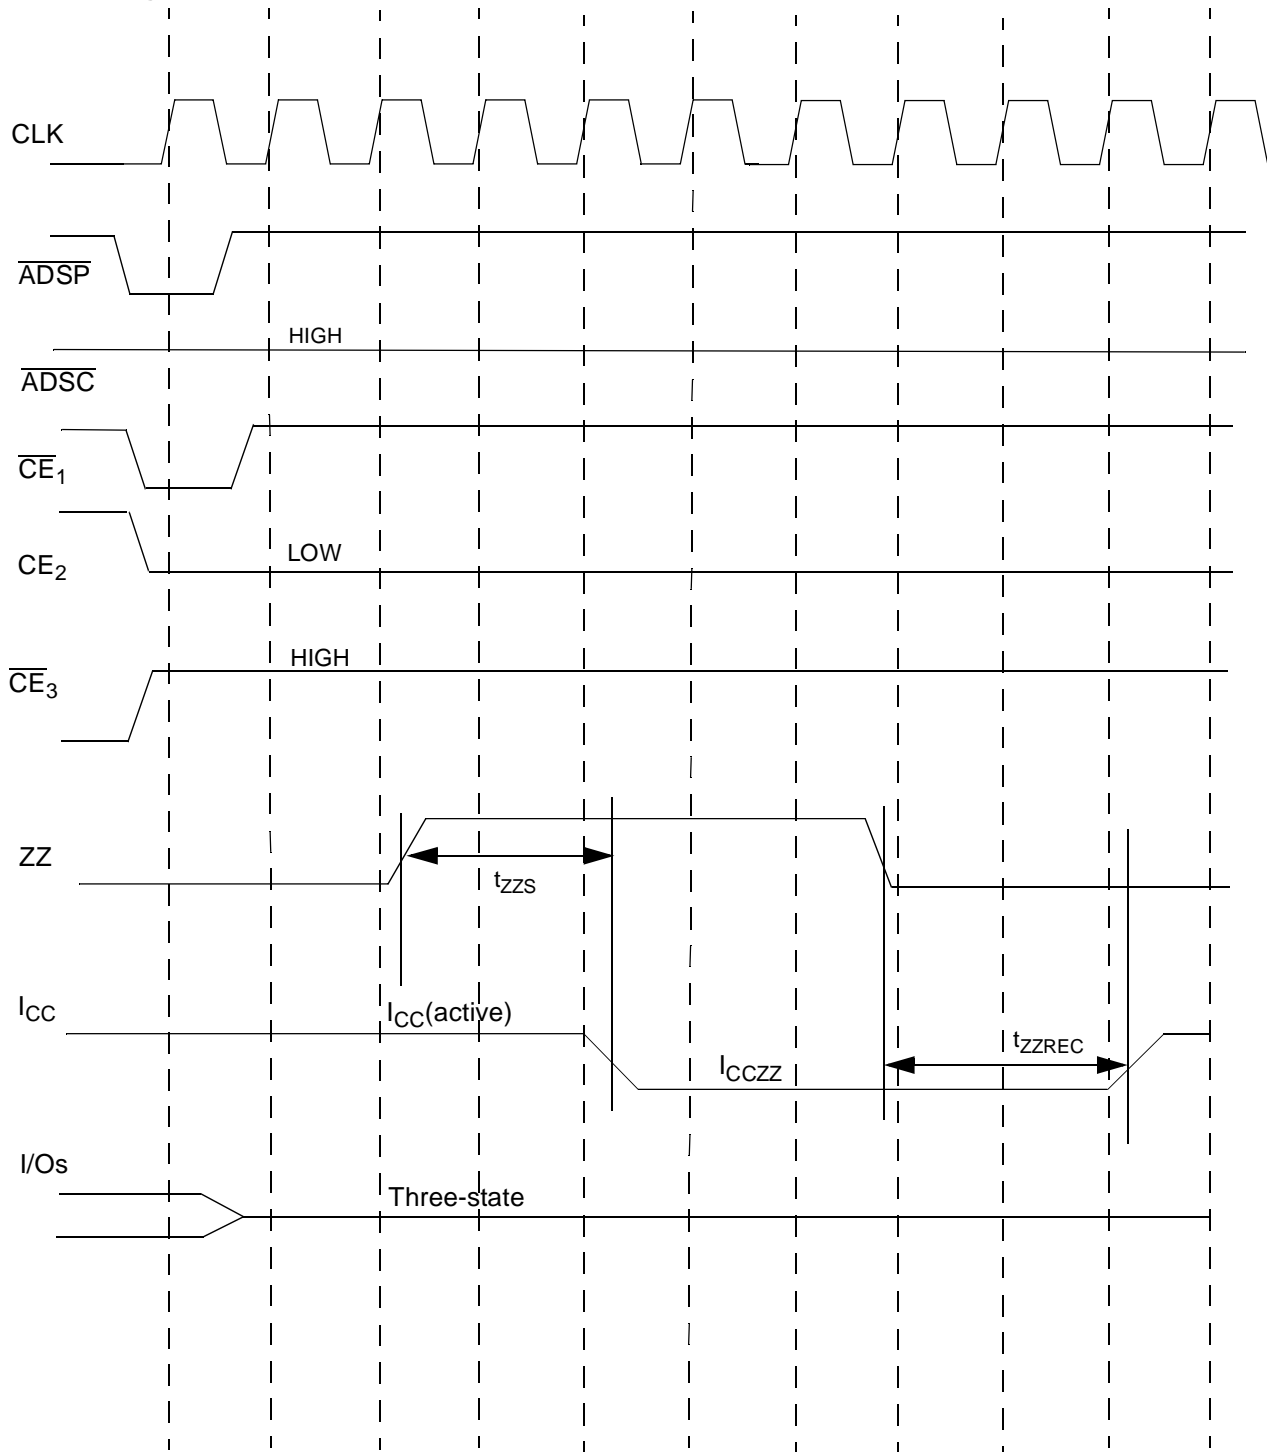 CLK
ADSP
HIGH
ADSC
CE1
LOW
CE2
HIGH
CE3
ZZ
tZZS
ICC
ICC(active)
tZZREC
ICCZZ
I/Os
Three-state